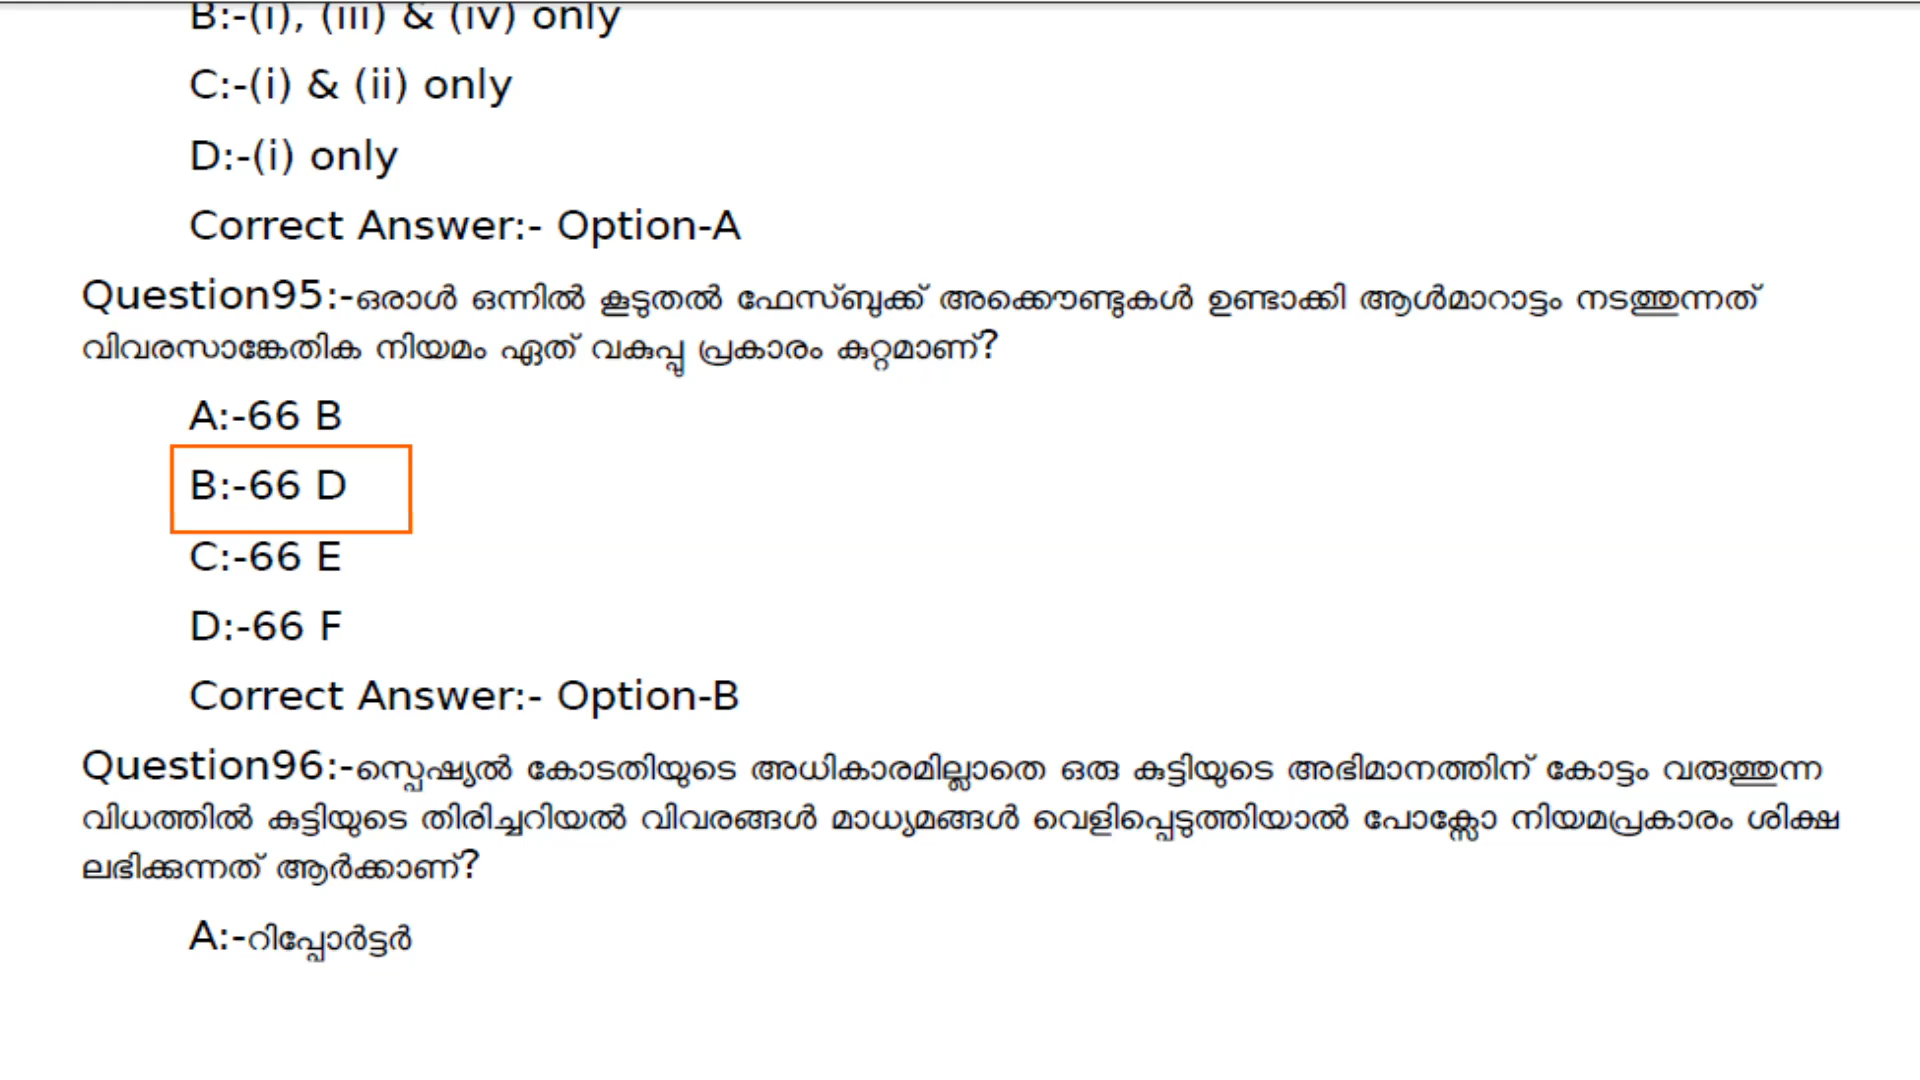 B:-(i), (iii) & (iv) only
C:-(i) & (ii) only
D:-(i) only
Correct Answer:- Option-A
Question95:-ഒരാൾ ഒന്നിൽ കൂടുതൽ ഫേസ്ബുക്ക് അക്കൌണ്ടുകൾ ഉണ്ടാക്കി ആൾമാറാട്ടം നടത്തുന്നത്
വിവരസാങ്കേതിക നിയമം ഏത് വകുപ്പു പ്രകാരം കുറ്റമാണ്?
A:-66 B
B:-66 D
C:-66 E
D:-66 F
Correct Answer:- Option-B
Question96:-സ്പെഷ്യൽ കോടതിയുടെ അധികാരമില്ലാതെ ഒരു കുട്ടിയുടെ അഭിമാനത്തിന് കോട്ടം വരുത്തുന്ന
വിധത്തിൽ കുട്ടിയുടെ തിരിച്ചറിയൽ വിവരങ്ങൾ മാധ്യമങ്ങൾ വെളിപ്പെടുത്തിയാൽ പോക്സോ നിയമപ്രകാരം ശിക്ഷ
ലഭിക്കുന്നത് ആർക്കാണ്?
A:-റിപ്പോർട്ടർ